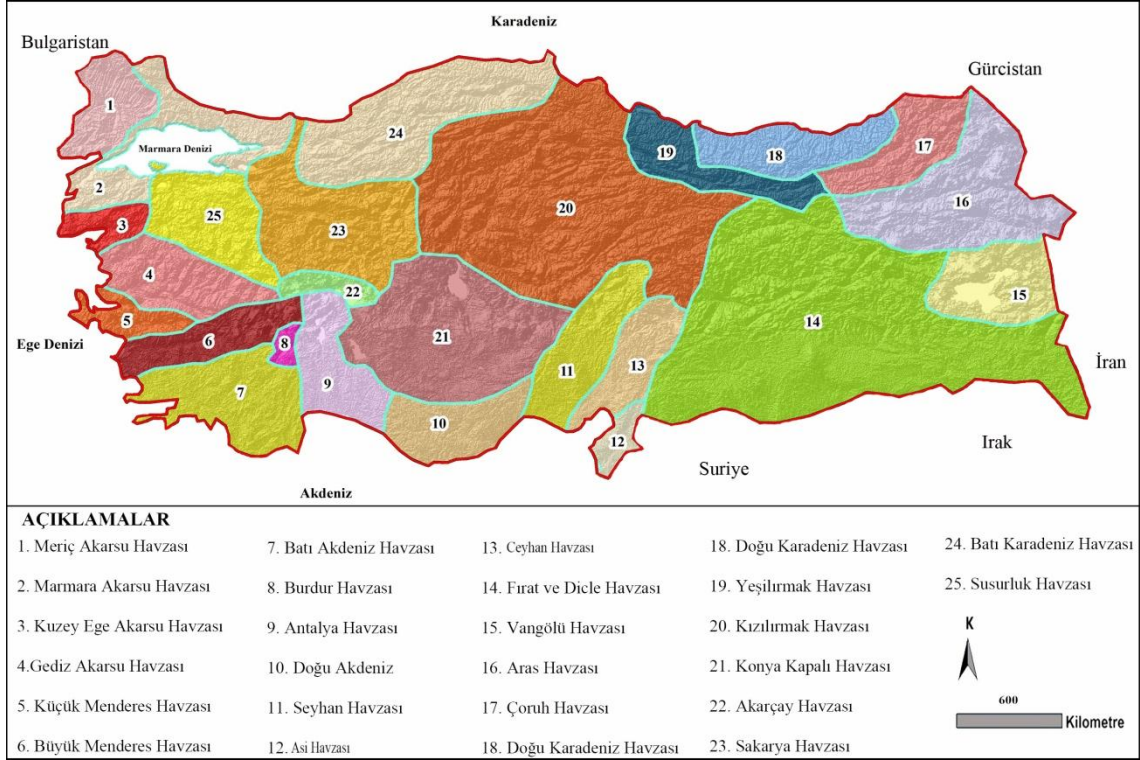 Karadeniz
Bulgaristan
Gürcistan
1
24
Marmara Denizi
19
18
17
2
3
25
23
20
16
4
22
15
5
21
14
Ege Denizi
6
8
11
13
İran
7
9
10
12
Irak
Suriye
Akdeniz
AÇIKLAMALAR
1. Meriç Akarsu Havzası
2. Marmara Akarsu Havzası
3. Kuzey Ege Akarsu Havzası
4.Gediz Akarsu Havzası
5. Küçük Menderes Havzası
6. Büyük Menderes Havzası
7. Batı Akdeniz Havzası
8. Burdur Havzası
9. Antalya Havzası
10. Doğu Akdeniz
11. Seyhan Havzası
12. Asi Havzası
13. Ceyhan Havzası
14. Fırat ve Dicle Havzası
15. Vangölü Havzası
16. Aras Havzası
17. Çoruh Havzası
18. Doğu Karadeniz Havzası
18. Doğu Karadeniz Havzası
19. Yeşilırmak Havzası
20. Kızılırmak Havzası
21. Konya Kapalı Havzası
22. Akarçay Havzası
23. Sakarya Havzası
24. Batı Karadeniz Havzası
25. Susurluk Havzası
K
600
Kilometre